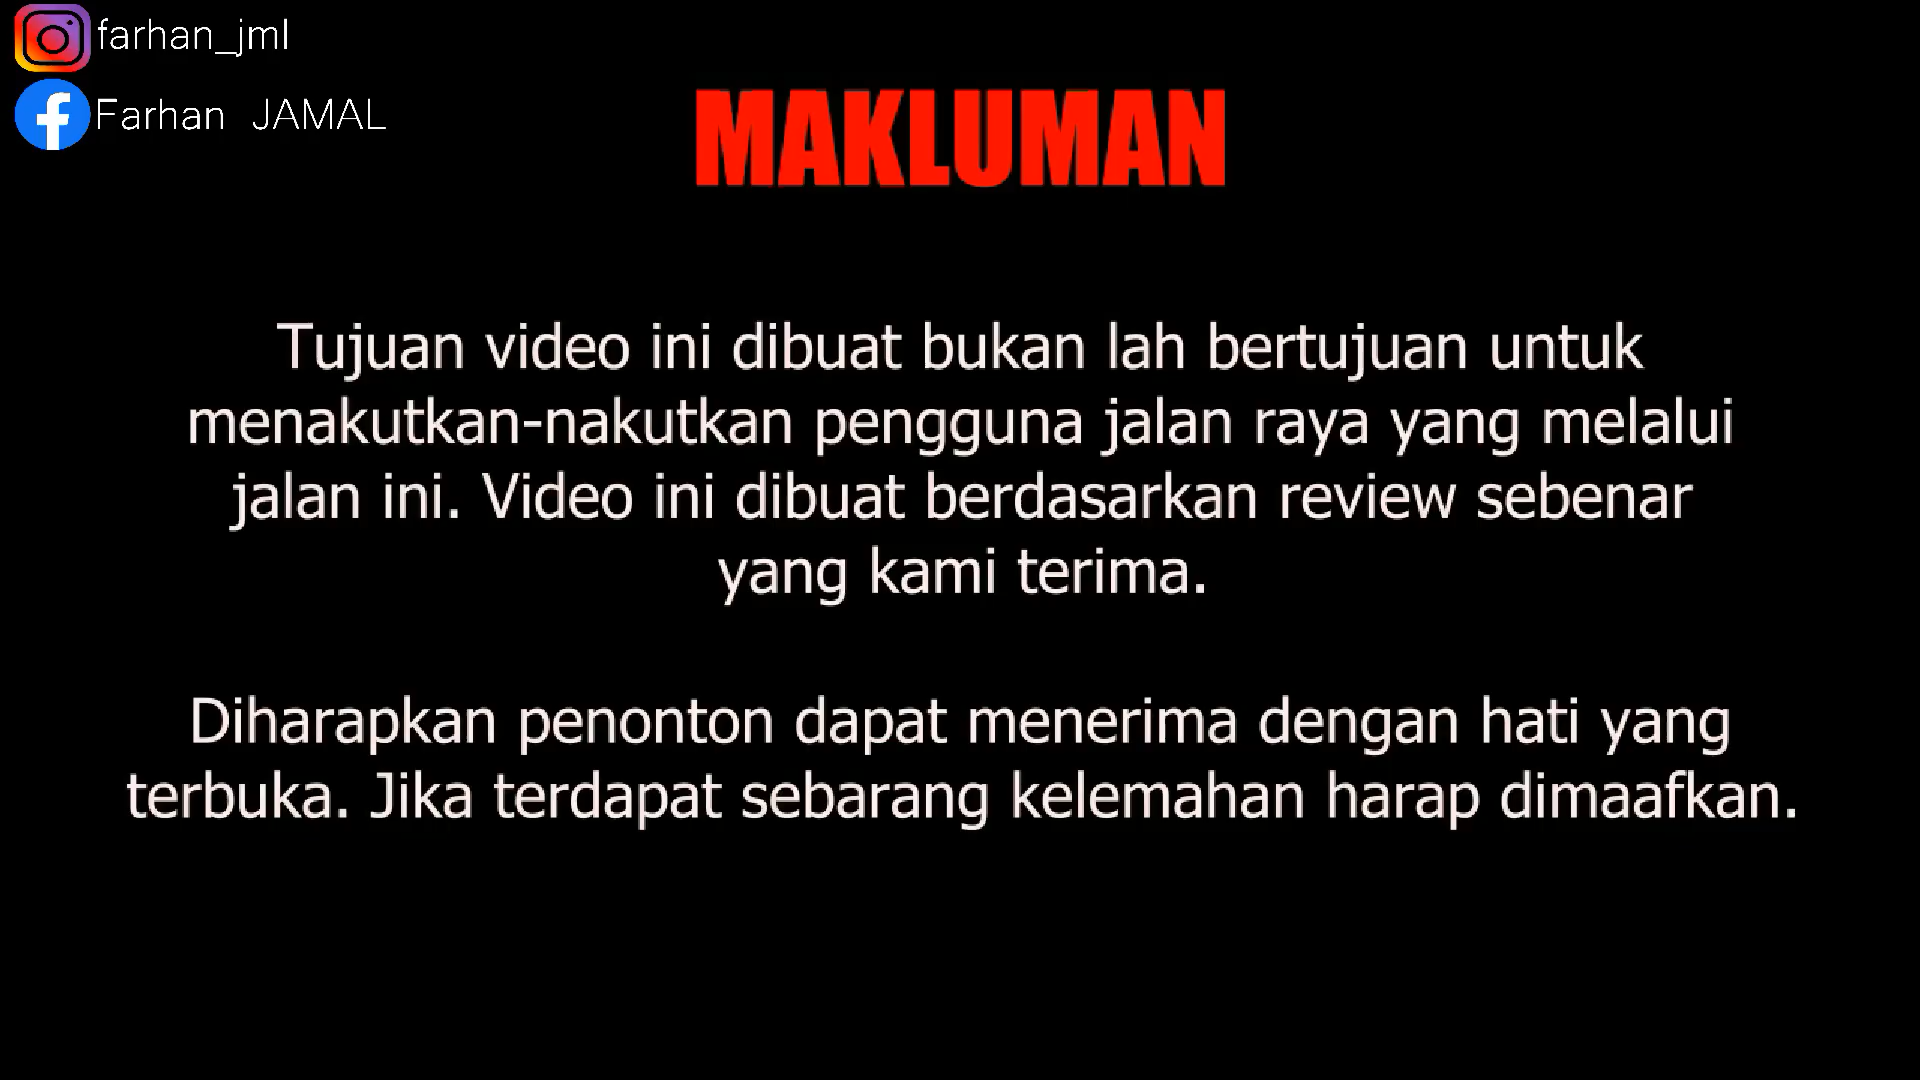 farhan_jml
Farhan JAMAL
MAKLUMAN
Tujuan video ini dibuat bukan lah bertujuan untuk
menakutkan-nakutkan pengguna jalan raya yang melalui
jalan ini. Video ini dibuat berdasarkan review sebenar
yang kami terima.
Diharapkan penonton dapat menerima dengan hati yang
terbuka. Jika terdapat sebarang kelemahan harap dimaafkan.